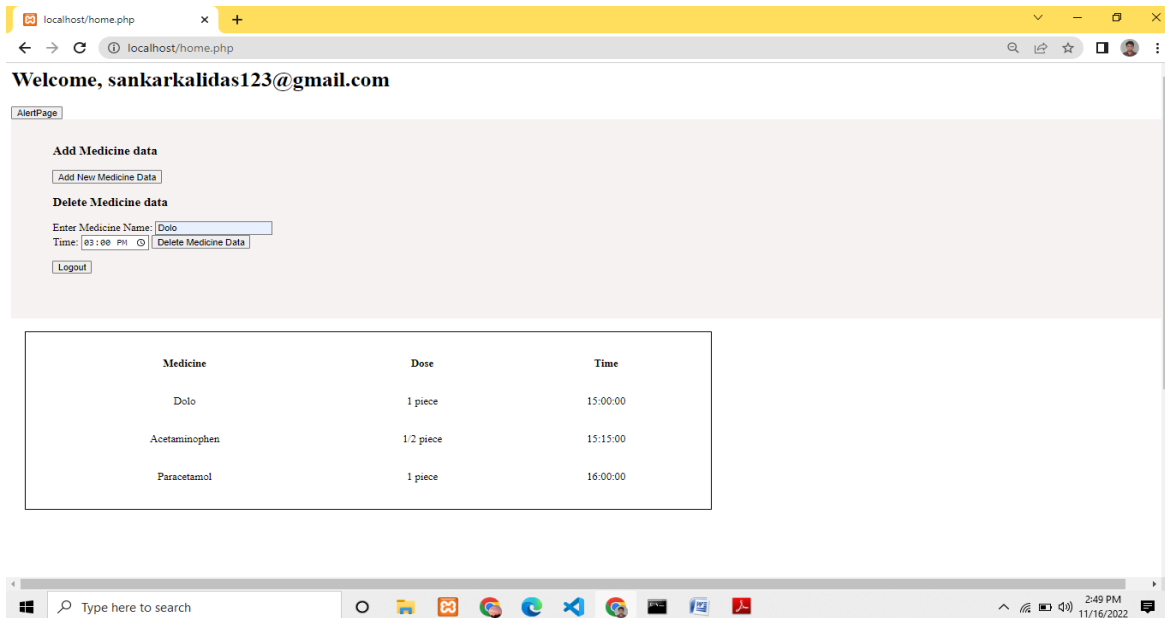 localhost/home.php
localhost/home.php
Welcome, sankarkalidas123@gmail.com
AlertPage
Add Medicine data
Add New Medicine Data
Delete Medicine data
Enter Medicine Name: Dolo
Time: 03:00 PM Delete Medicine Data
Logout
Medicine Dose Time
Dolo 1 piece 15:00:00
Acetaminophen 1/2 piece 15:15:00
Paracetamol 1 piece 16:00:00
Type here to search
2:49 PM
11/16/2022